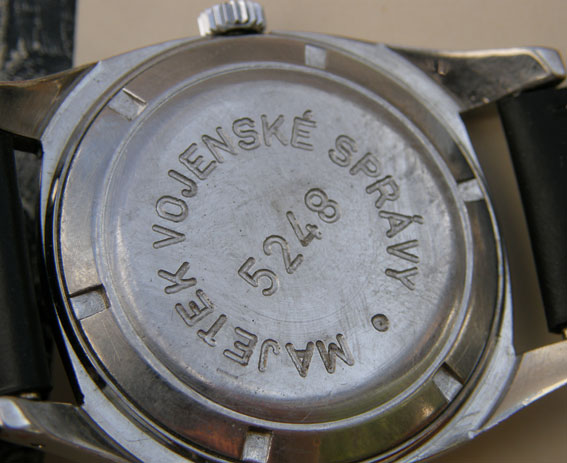 MAJETEK VOJENSKÉ SPRÁVY •
5248